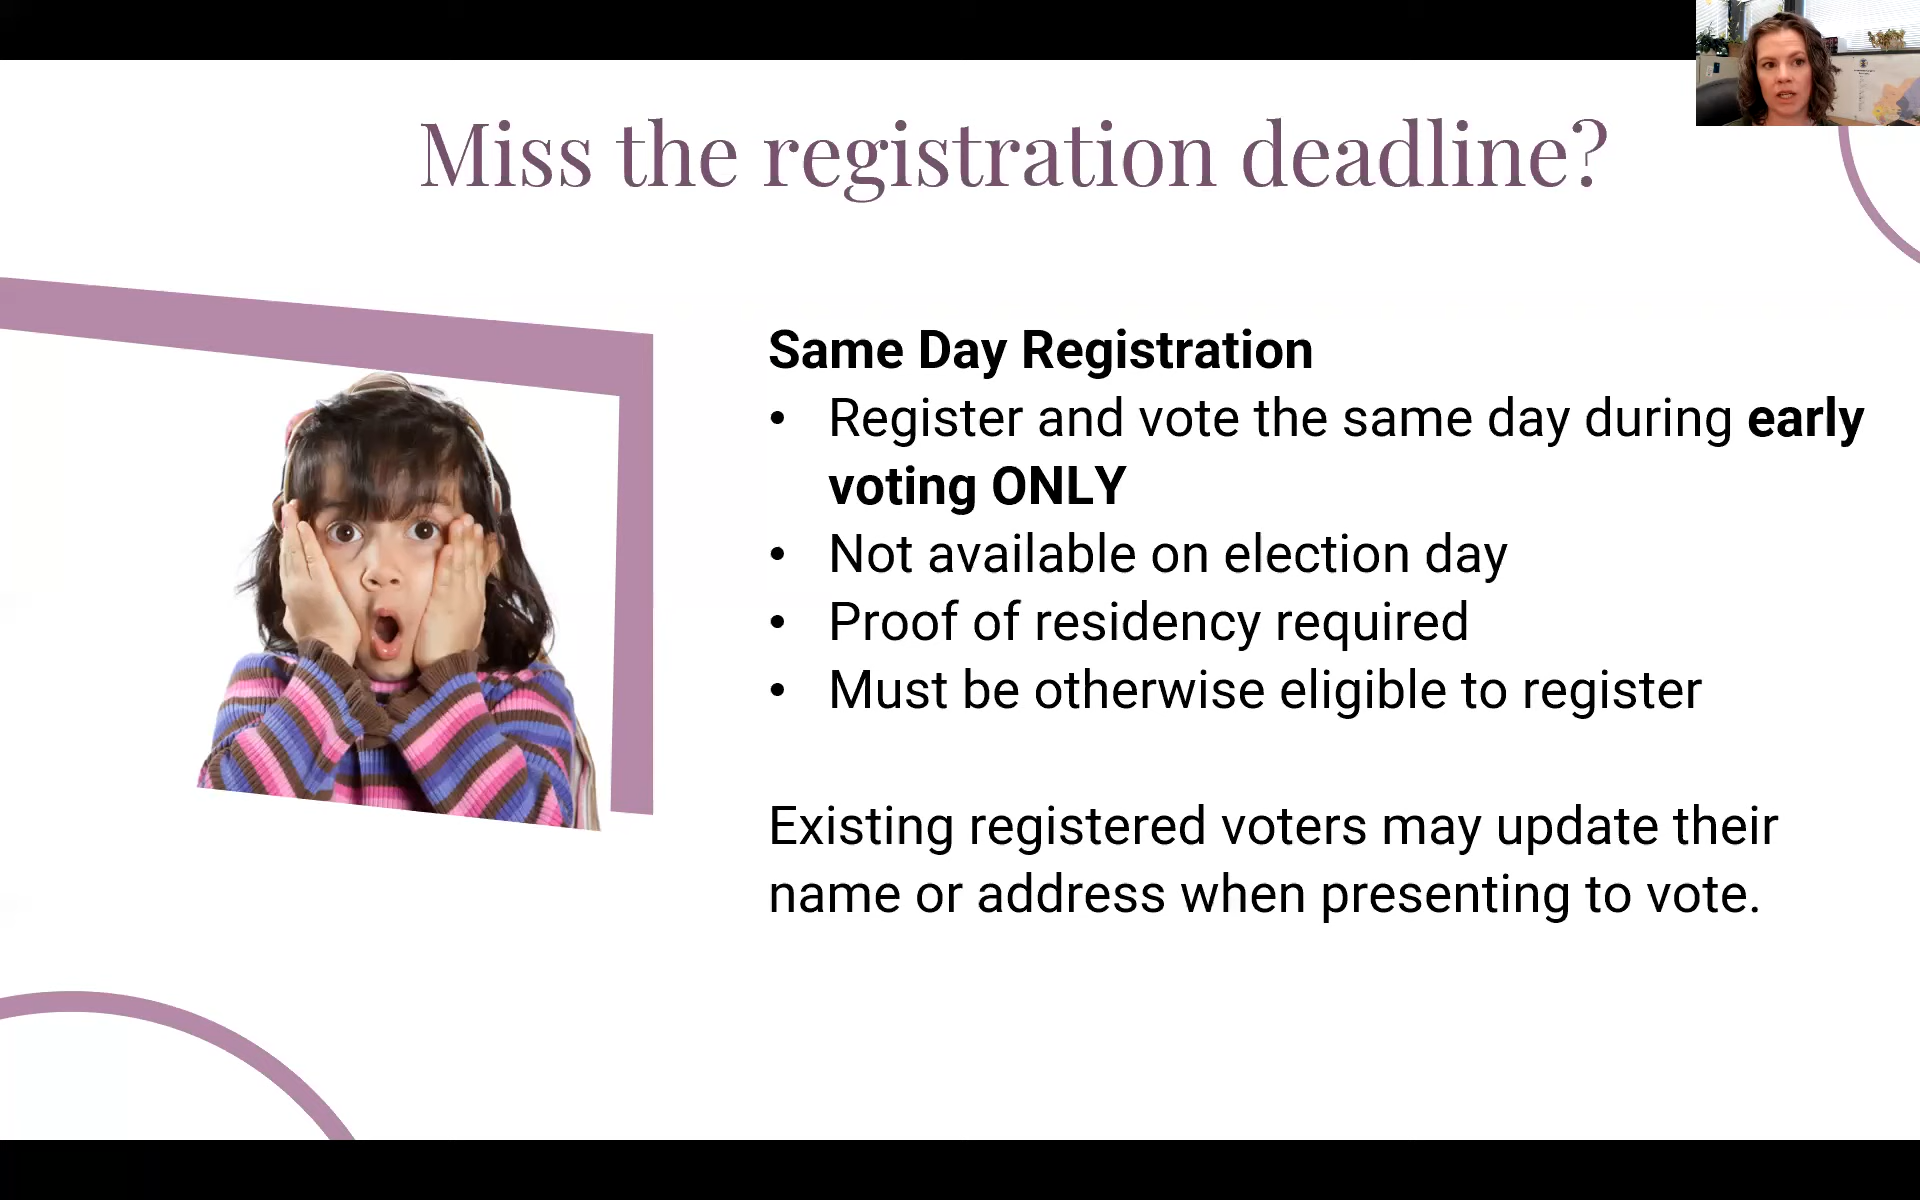 Miss the registration deadline?
Same Day Registration
• Register and vote the same day during early
voting ONLY
• Not available on election day
• Proof of residency required
• Must be otherwise eligible to register
Existing registered voters may update their
name or address when presenting to vote.